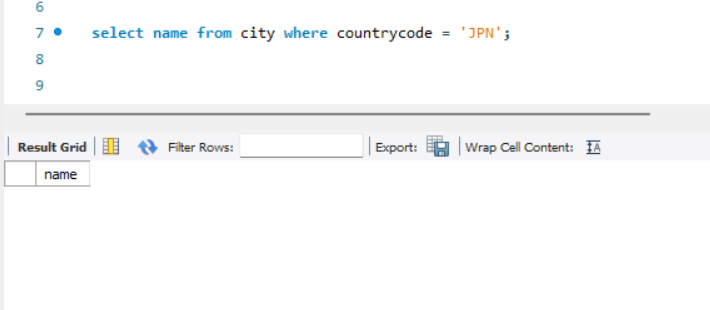 6
7 select name from city where countrycode = 'JPN';
8
9
Result Grid Filter Rows: Export: Wrap Cell Content: IA
name